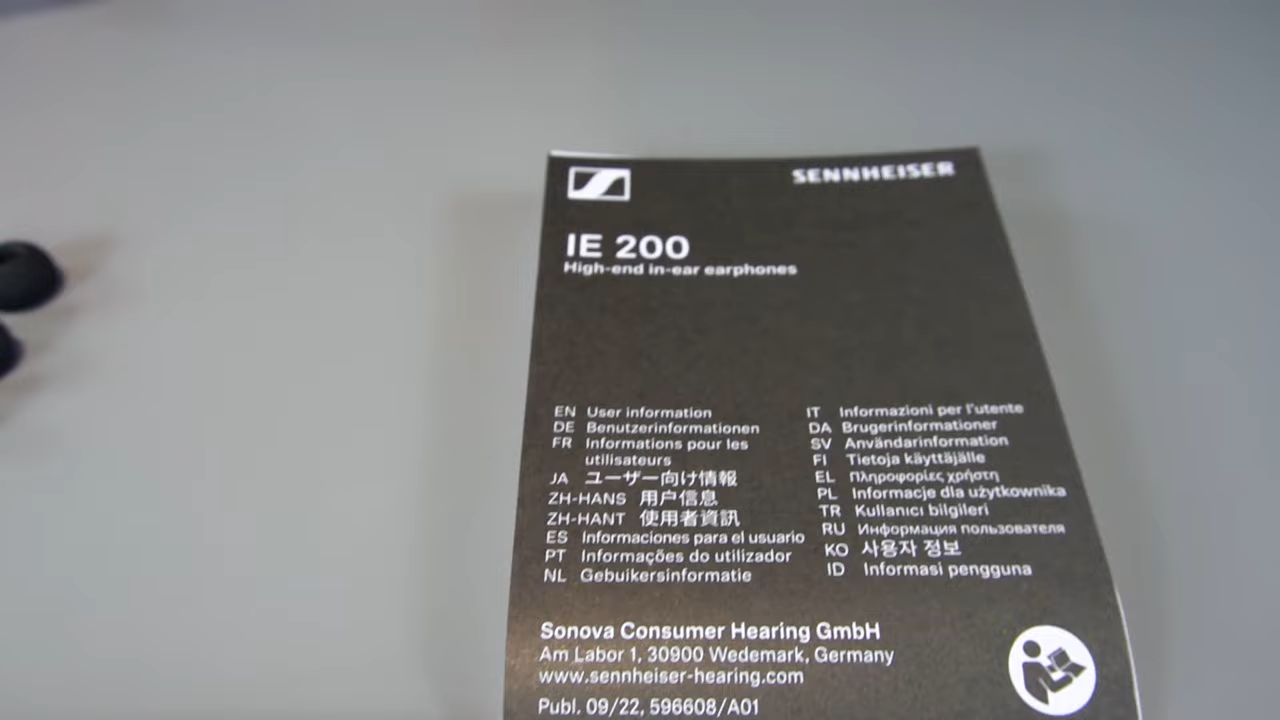 SENNHEISER
IE 200
High-end in-ear earphones
EN User information
DE Benutzerinformationen
FR Informations pour les
utilisateurs
JA ユーザー向け情報
ZH-HANS 用户信息
ZH-HANT 使用者資訊
ES Informaciones para el usuario
PT Informações do utilizador
NL Gebuikersinformatie
IT Informazioni per l'utente
DA Brugerinformationer
SV Användarinformation
FI Tietoja käyttäjälle
EL Πληροφορίες χρήστη
PL Informacje dla użytkownika
TR Kullanıcı bilgileri
RU Информация пользователя
KO 사용자 정보
ID Informasi pengguna
Sonova Consumer Hearing GmbH
Am Labor 1, 30900 Wedemark, Germany
www.sennheiser-hearing.com
Publ. 09/22, 596608/A01